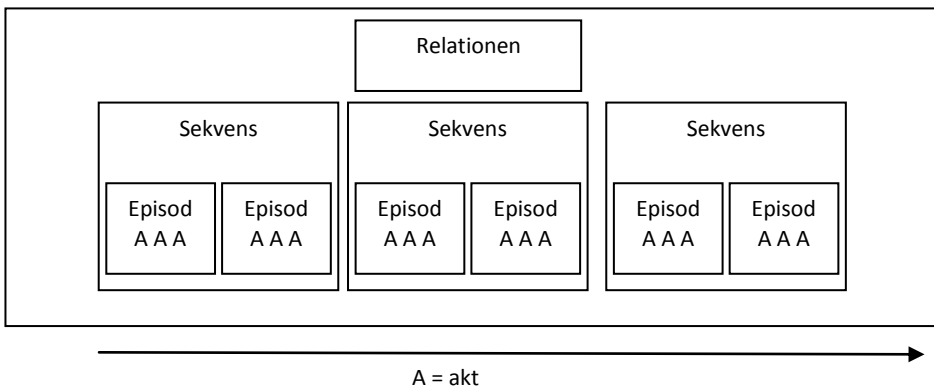 Relationen
Sekvens Sekvens Sekvens
Episod Episod Episod Episod Episod Episod
A A A A A A A A A A A A A A A A A A
A = akt